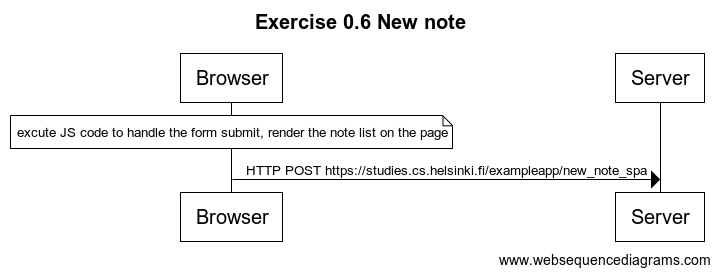 Exercise 0.6 New note
Browser
Server
excute JS code to handle the form submit, render the note list on the page
HTTP POST https://studies.cs.helsinki.fi/exampleapp/new_note_spa
Browser
Server
www.websequencediagrams.com